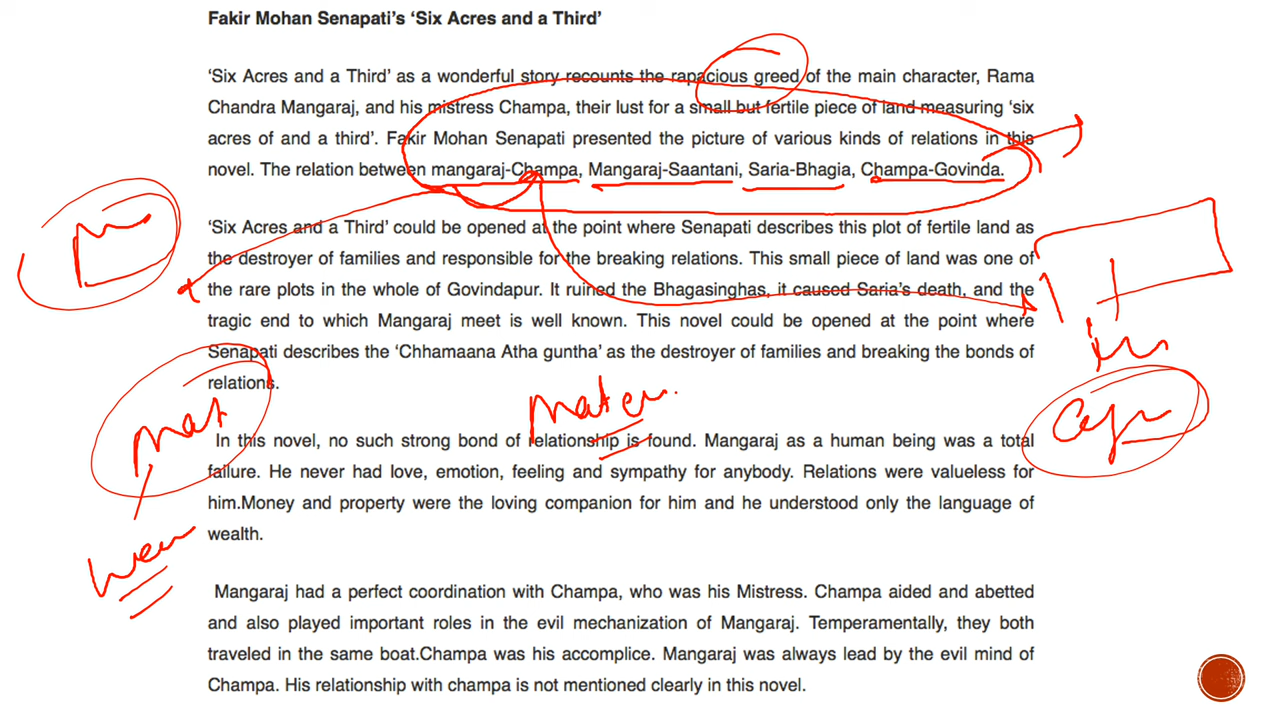 Fakir Mohan Senapati's 'Six Acres and a Third'
'Six Acres and a Third' as a wonderful story recounts the rapacious greed of the main character, Rama
Chandra Mangaraj, and his mistress Champa, their lust for a small but fertile piece of land measuring 'six
acres of and a third'. Fakir Mohan Senapati presented the picture of various kinds of relations in this
novel. The relation between mangaraj-Champa, Mangaraj-Saantani, Saria-Bhagia, Champa-Govinda.
'Six Acres and a Third' could be opened at the point where Senapati describes this plot of fertile land as
the destroyer of families and responsible for the breaking relations. This small piece of land was one of
the rare plots in the whole of Govindapur. It ruined the Bhagasinghas, it caused Saria's death, and the
tragic end to which Mangaraj meet is well known. This novel could be opened at the point where
Senapati describes the 'Chhamaana Atha guntha' as the destroyer of families and breaking the bonds of
relations.
In this novel, no such strong bond of relationship is found. Mangaraj as a human being was a total
failure. He never had love, emotion, feeling and sympathy for anybody. Relations were valueless for
him.Money and property were the loving companion for him and he understood only the language of
wealth.
Mangaraj had a perfect coordination with Champa, who was his Mistress. Champa aided and abetted
and also played important roles in the evil mechanization of Mangaraj. Temperamentally, they both
traveled in the same boat.Champa was his accomplice. Mangaraj was always lead by the evil mind of
Champa. His relationship with champa is not mentioned clearly in this novel.